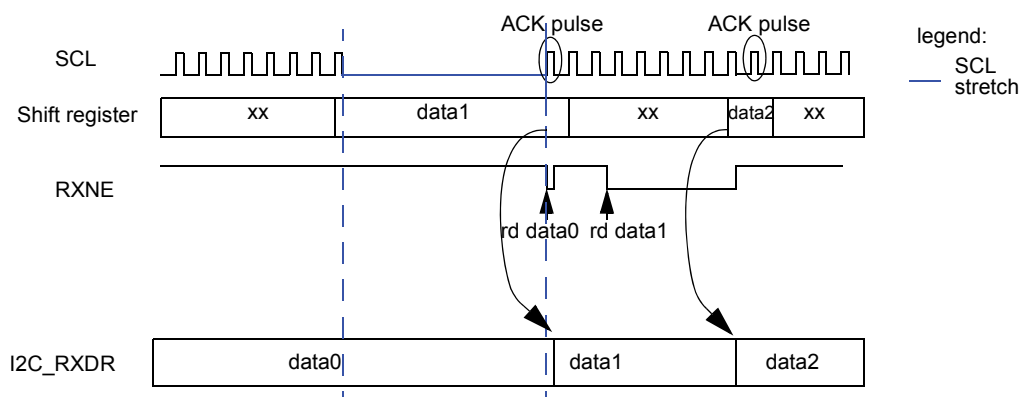 ACK pulse
ACK pulse
legend:
SCL
SCL
stretch
Shift register
xx
data1
xx
data2
xx
RXNE
rd data0
rd data1
I2C_RXDR
data0
data1
data2